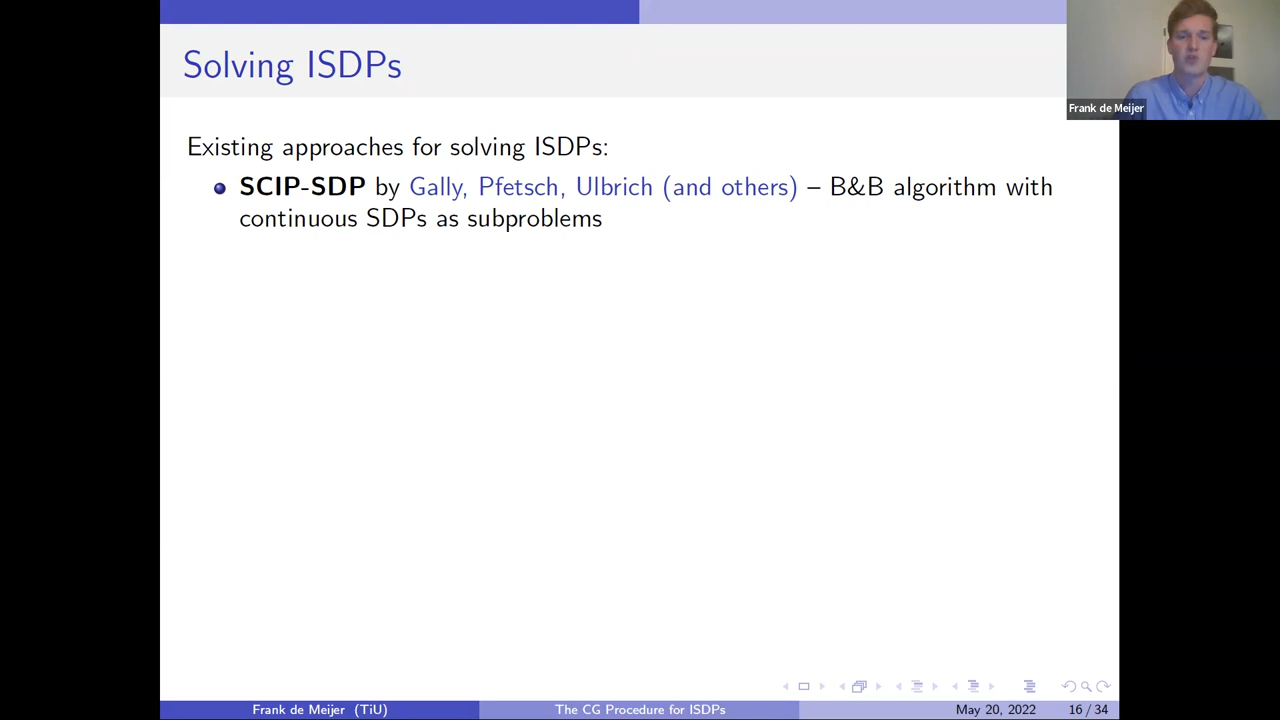 Solving ISDPs
Frank de Meijer
Existing approaches for solving ISDPs:
SCIP-SDP by Gally, Pfetsch, Ulbrich (and others) – B&B algorithm with
continuous SDPs as subproblems
Frank de Meijer (TiU) The CG Procedure for ISDPs May 20, 2022 16 / 34